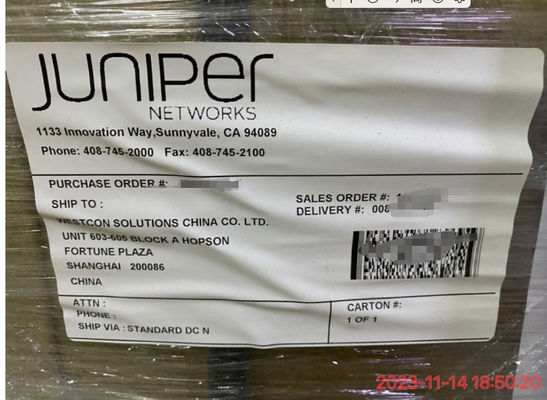 JUNIPEr
NETWORKS
1133 Innovation Way,Sunnyvale, CA 94089
Phone: 408-745-2000 Fax: 408-745-2100
PURCHASE ORDER #:
SHIP TO :
WESTCON SOLUTIONS CHINA CO. LTD.
UNIT 603-605 BLOCK A HOPSON
FORTUNE PLAZA
SHANGHAI 200086
CHINA
SALES ORDER #:
DELIVERY #: 008
ATTN :
PHONE :
SHIP VIA : STANDARD DC N
CARTON #:
1 OF 1
2023-11-14 18:50:20